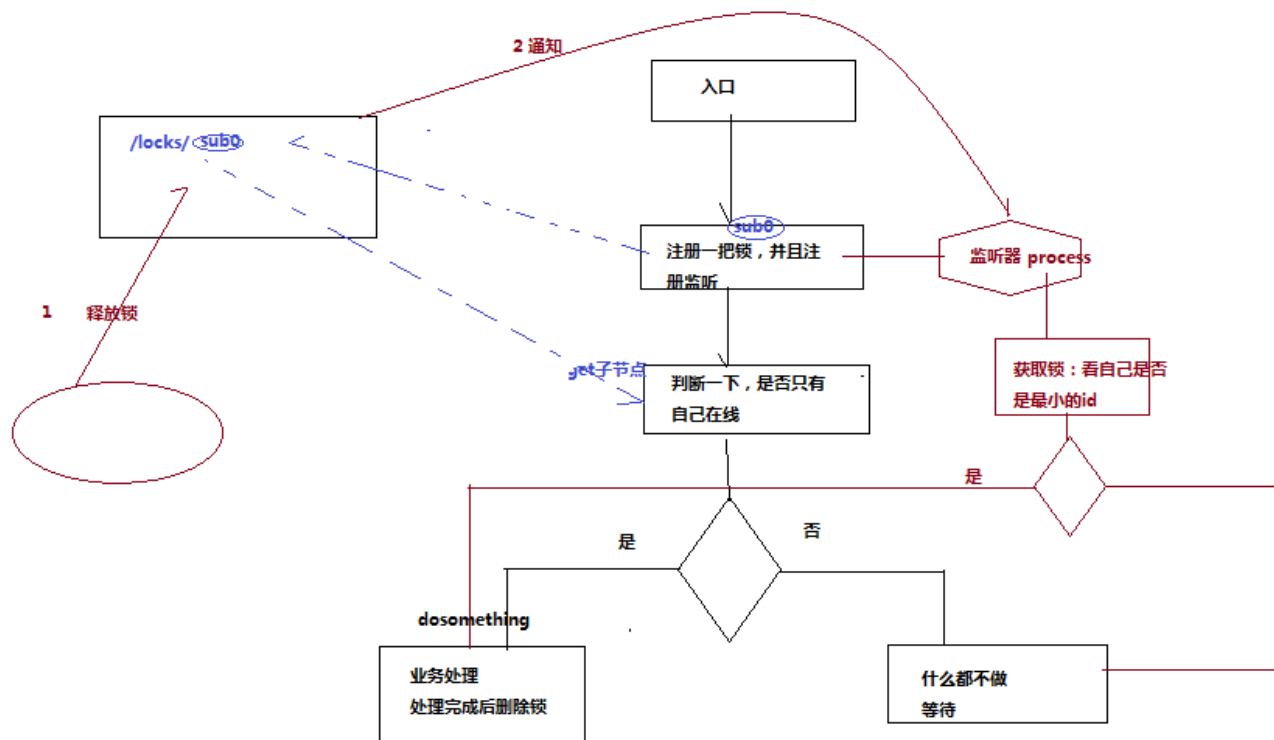 2 通知
入口
/locks/ sub0
sub0
注册一把锁，并且注
册监听
监听器 process
1 释放锁
get子节点
判断一下，是否只有
自己在线
获取锁：看自己是否
是最小的id
是
是
否
dosomething
业务处理
处理完成后删除锁
什么都不做
等待